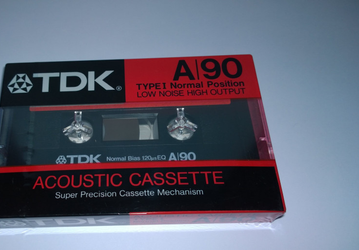 TDK® A|90
TYPE I Normal Position
LOW NOISE HIGH OUTPUT
TDK Normal Bias 120µs EQ A|90
ACOUSTIC CASSETTE
Super Precision Cassette Mechanism